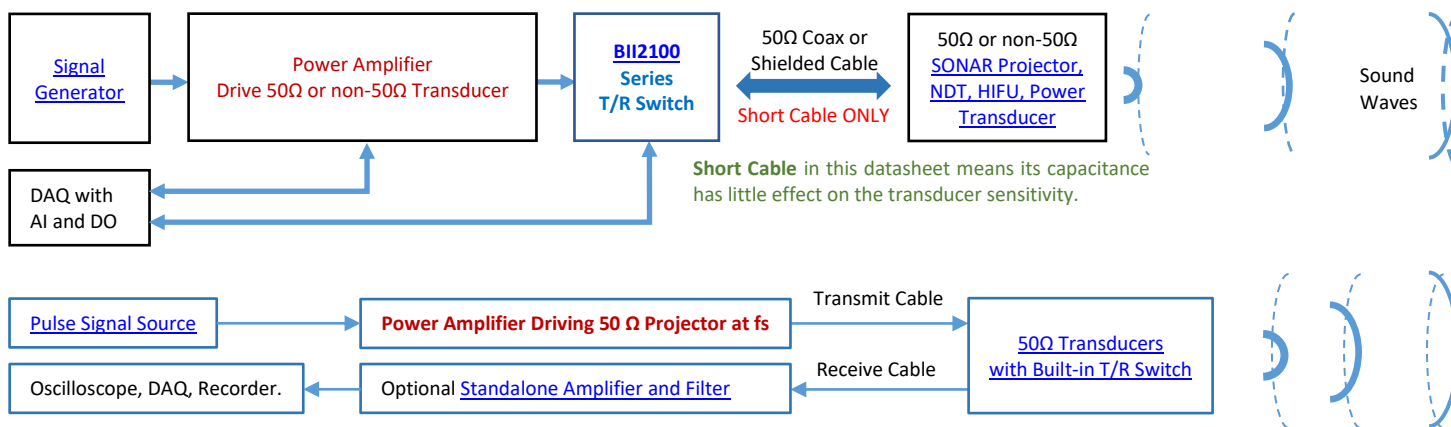 Signal
Generator
Power Amplifier
Drive 50Ω or non-50Ω Transducer
BII2100
Series
T/R Switch
50Ω Coax or
Shielded Cable
Short Cable ONLY
50Ω or non-50Ω
SONAR Projector,
NDT, HIFU, Power
Transducer
Sound
Waves
DAQ with
AI and DO
Short Cable in this datasheet means its capacitance
has little effect on the transducer sensitivity.
Pulse Signal Source
Power Amplifier Driving 50 Ω Projector at fs
Transmit Cable
50Ω Transducers
with Built-in T/R Switch
Oscilloscope, DAQ, Recorder.
Optional Standalone Amplifier and Filter
Receive Cable